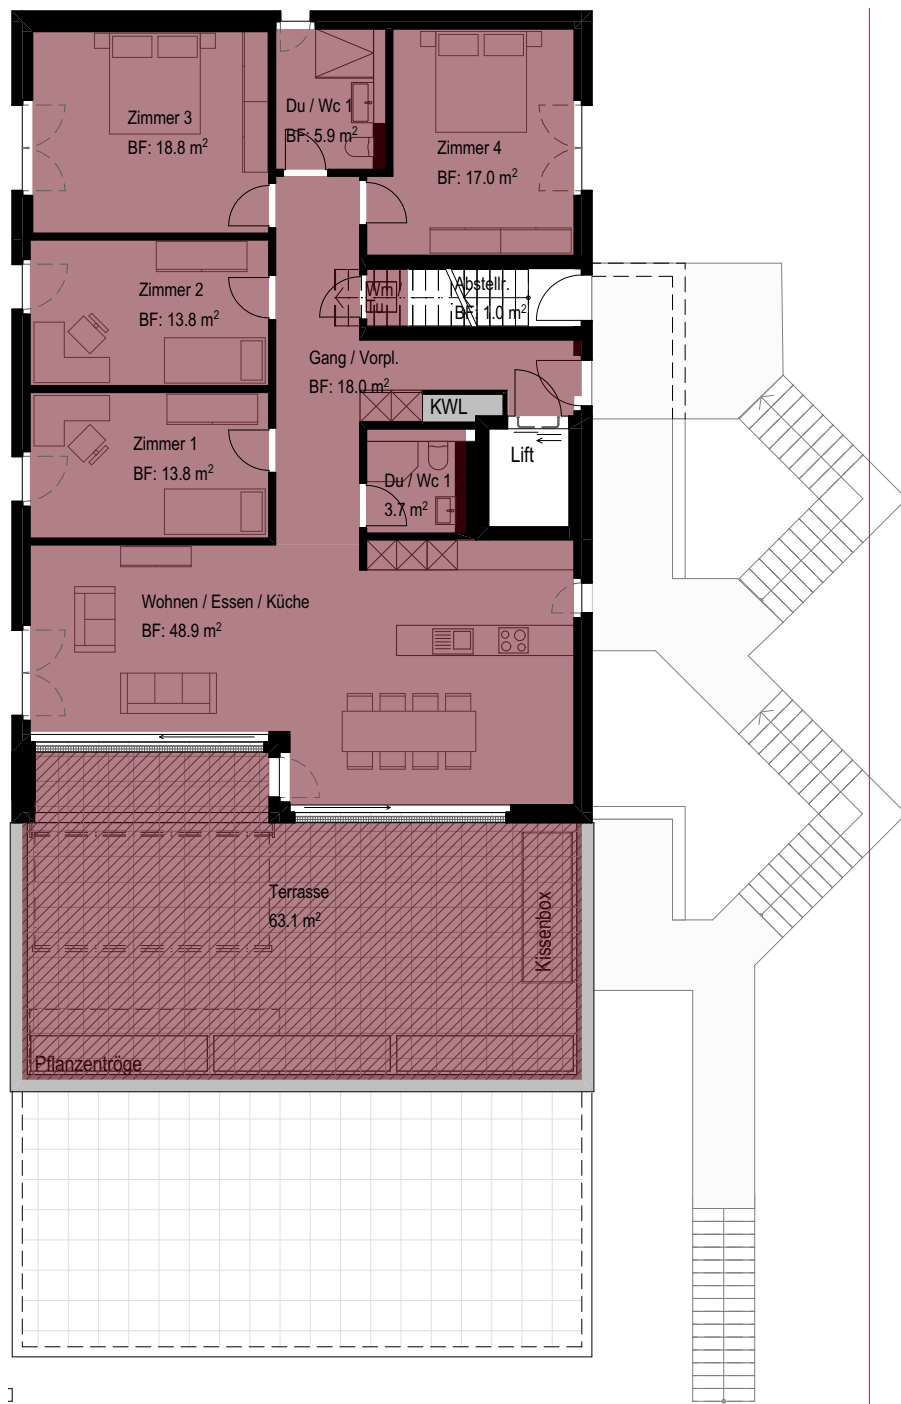 Zimmer 3
BF: 18.8 m²
Du / Wc 1
BF: 5.9 m²
Zimmer 4
BF: 17.0 m²
Zimmer 2
BF: 13.8 m²
Wm /
Tu
Abstellr.
BF: 1.0 m²
Gang / Vorpl.
BF: 18.0 m²
KWL
Lift
Zimmer 1
BF: 13.8 m²
Du / Wc 1
3.7 m²
Wohnen / Essen / Küche
BF: 48.9 m²
Terrasse
63.1 m²
Kissenbox
Pflanzentröge